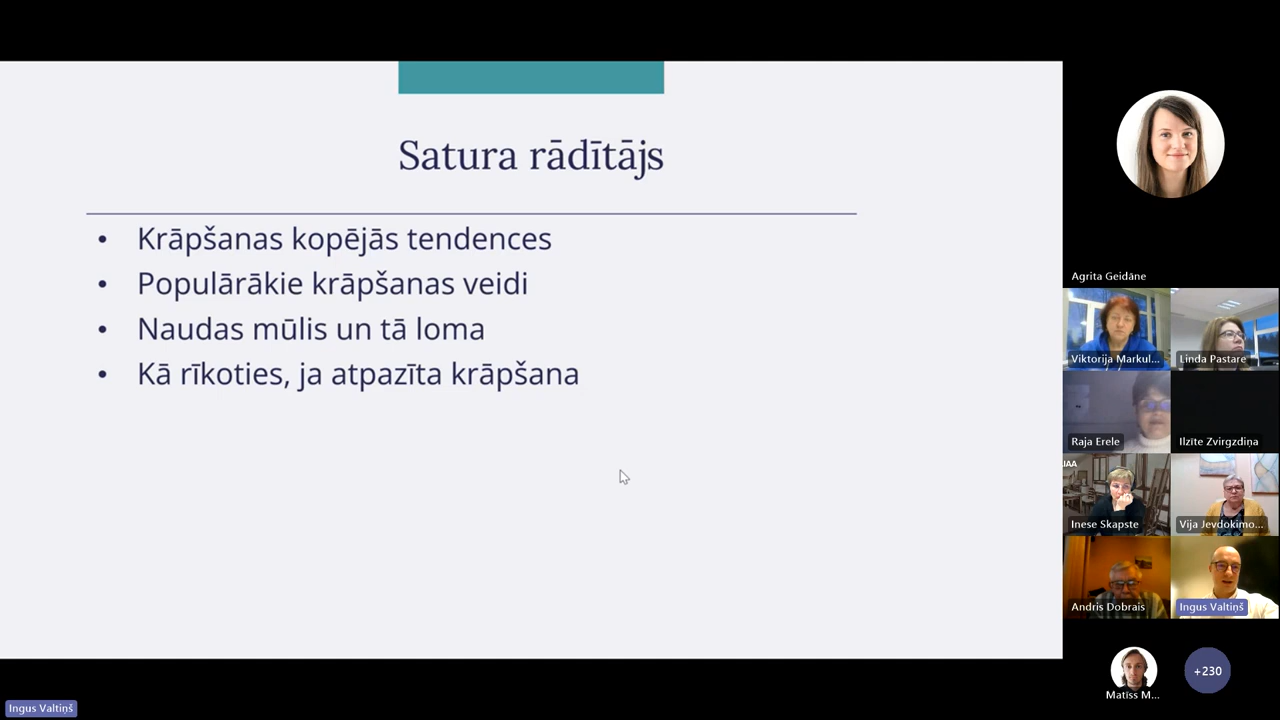 Satura rādītājs
• Krāpšanas kopējās tendences
• Populārākie krāpšanas veidi
• Naudas mūlis un tā loma
• Kā rīkoties, ja atpazīta krāpšana
Agrita Geidāne
Viktorija Markul...
Linda Pastare
Raja Erele
Ilzīte Zvirgzdiņa
IAA
Inese Skapste
Vija Jevdokimo...
Andris Dobrais
Ingus Valtiņš
Matīss M...
+230
Ingus Valtiņš